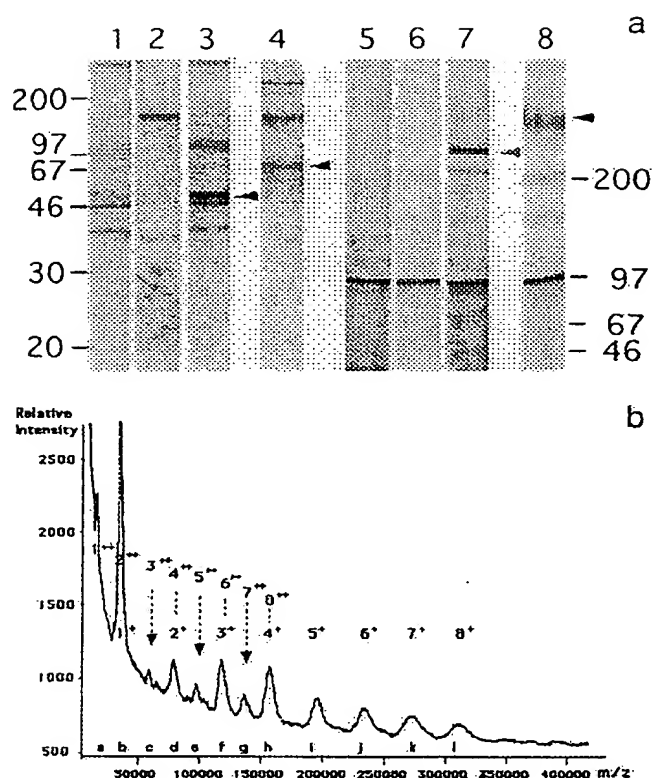 a
1 2 3 4 5 6 7 8
200
97
67
46
30
20
200
97
67
46
b
Relative
Intensity
2500
2000
1500
1000
500
1++ 2++ 3++ 4++ 5++ 6++ 7++ 8++
1+ 2+ 3+ 4+ 5+ 6+ 7+ 8+
a b c d e f g h i j k l
50000 100000 150000 200000 250000 300000 350000 400000 m/z